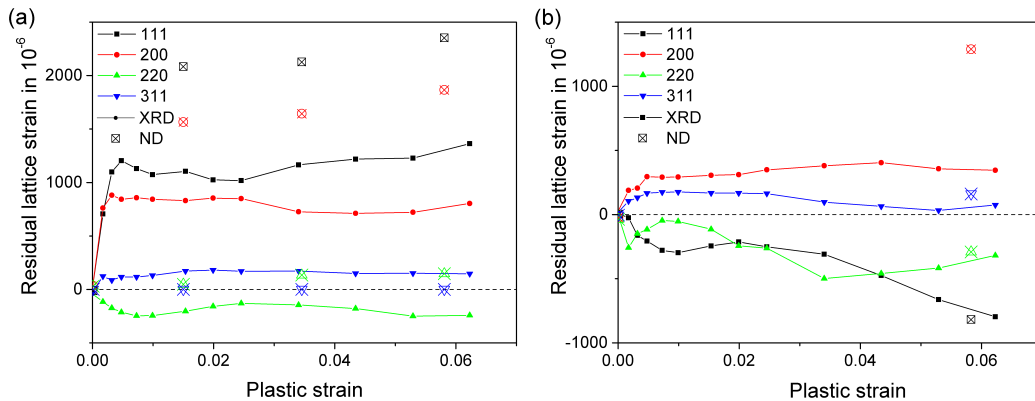 (a)
Residual lattice strain in 10-6
2000
1000
0
111
200
220
311
XRD
ND
0.00
0.02
0.04
0.06
Plastic strain
(b)
Residual lattice strain in 10-6
1000
0
-1000
111
200
220
311
XRD
ND
0.00
0.02
0.04
0.06
Plastic strain